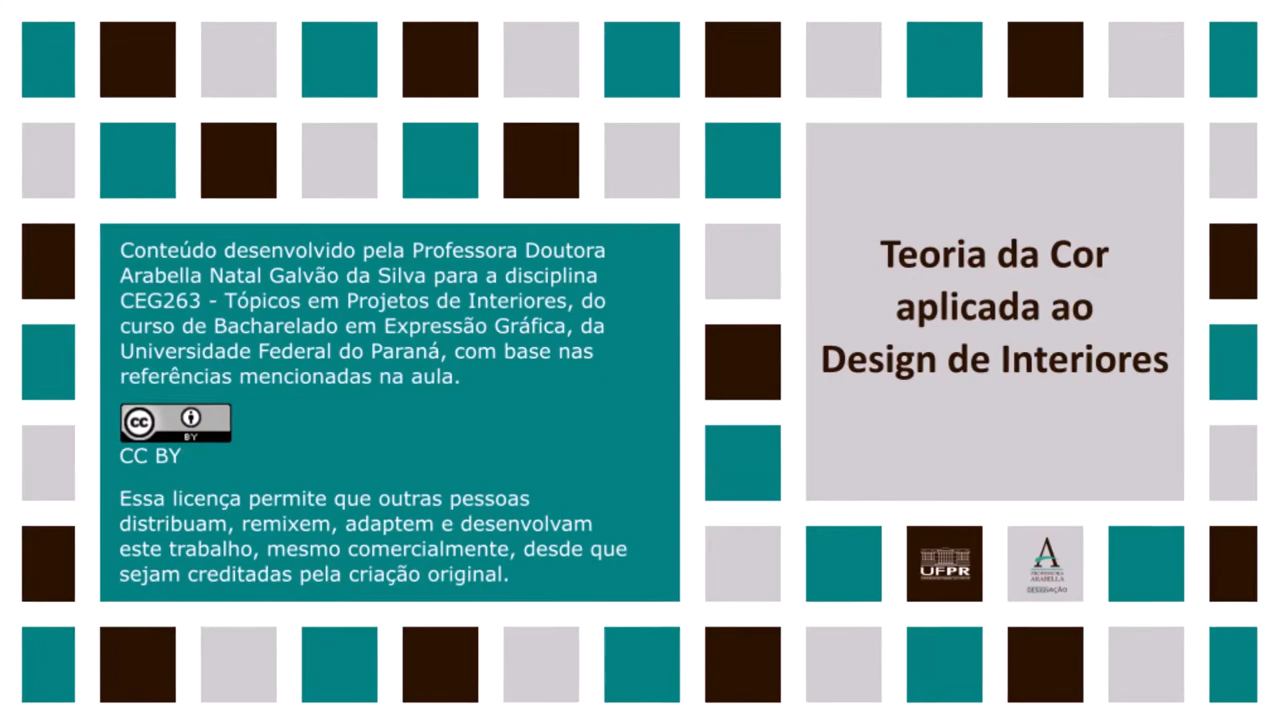 Conteúdo desenvolvido pela Professora Doutora
Arabella Natal Galvão da Silva para a disciplina
CEG263 - Tópicos em Projetos de Interiores, do
curso de Bacharelado em Expressão Gráfica, da
Universidade Federal do Paraná, com base nas
referências mencionadas na aula.
cc
BY
CC BY
Essa licença permite que outras pessoas
distribuam, remixem, adaptem e desenvolvam
este trabalho, mesmo comercialmente, desde que
sejam creditadas pela criação original.
Teoria da Cor
aplicada ao
Design de Interiores
UFPR
A
PROFESSORA
ARABELLA